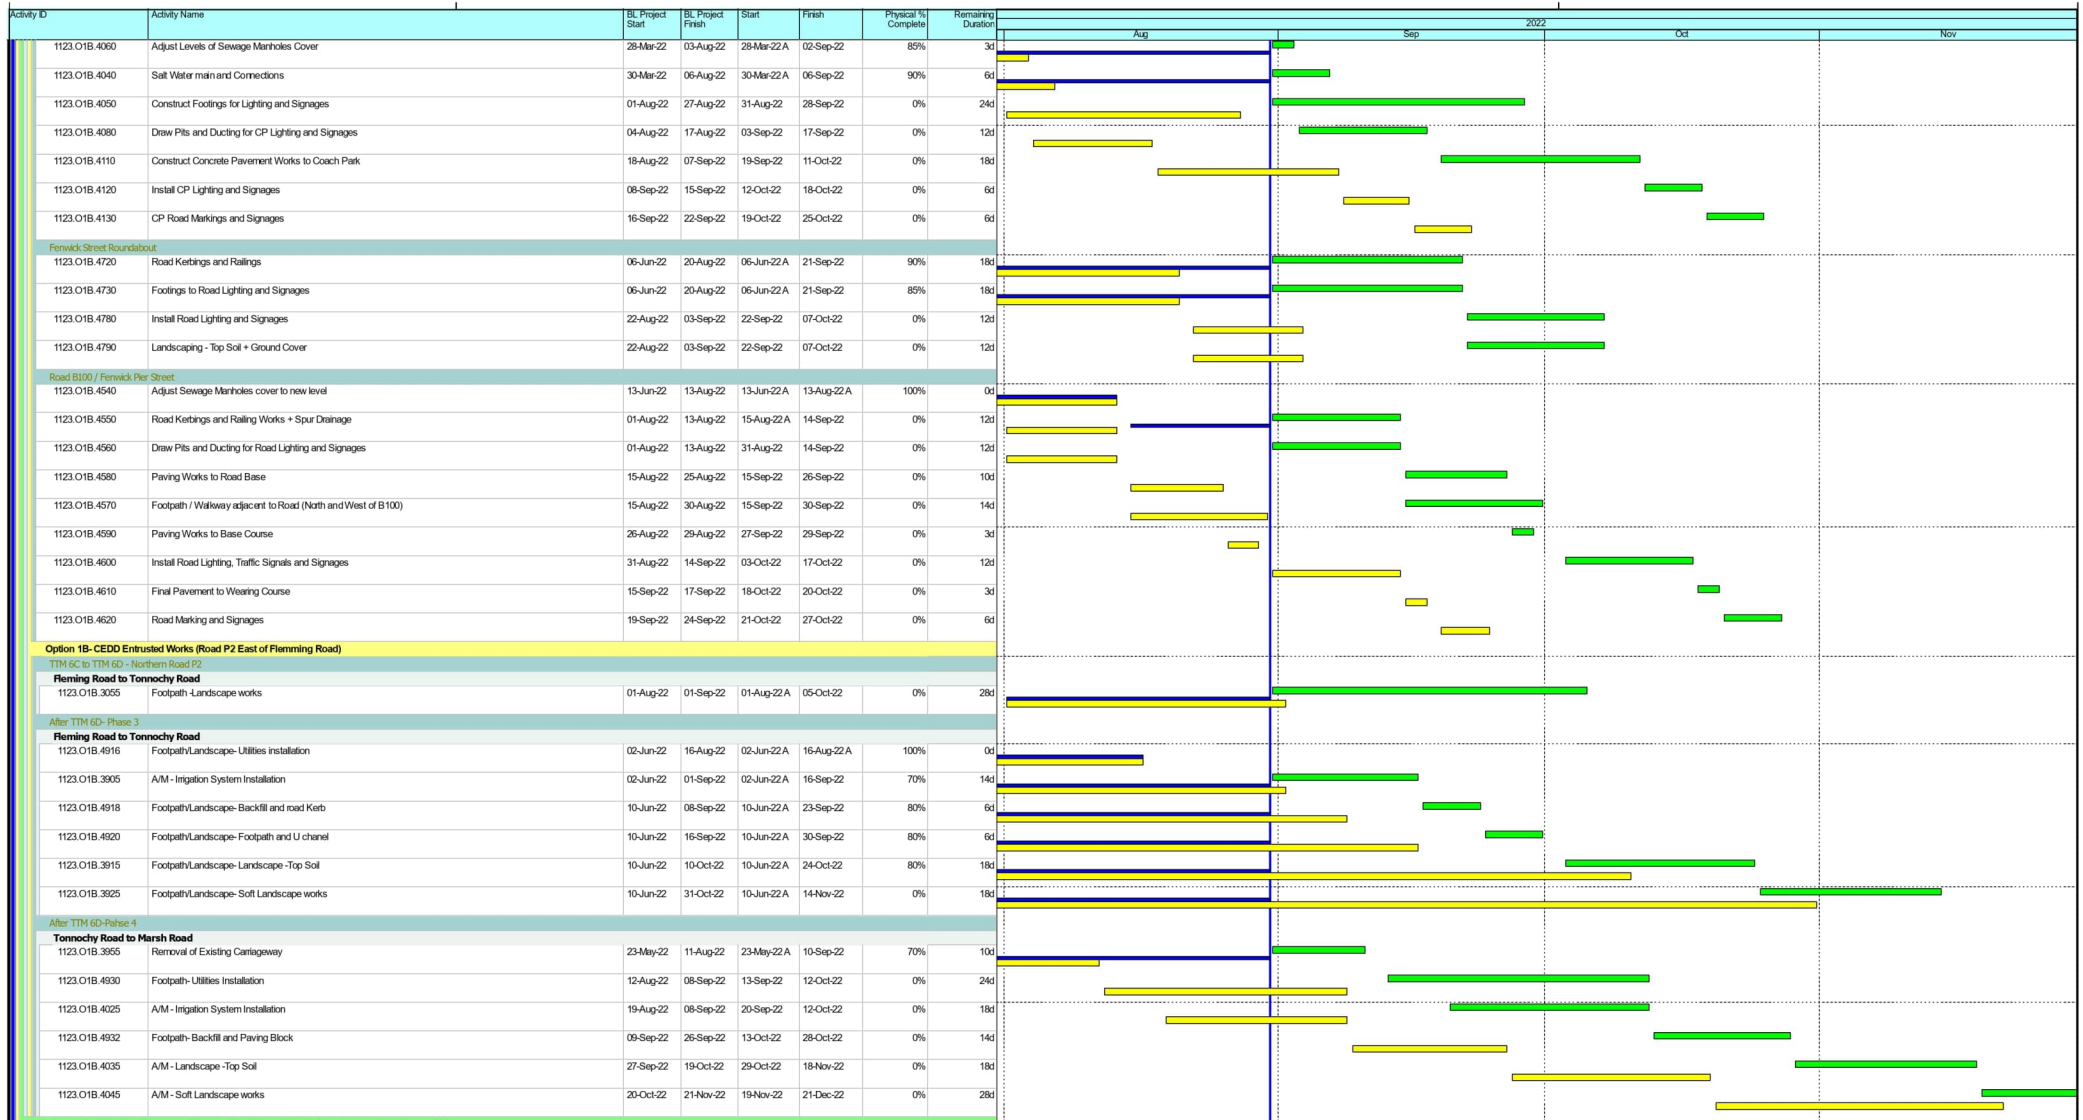 Activity ID Activity Name BL Project Start BL Project Finish Start Finish Physical % Complete Remaining Duration 2022
Aug Sep Oct Nov
1123.O1B.4060 Adjust Levels of Sewage Manholes Cover 28-Mar-22 03-Aug-22 28-Mar-22 A 02-Sep-22 85% 3d
1123.O1B.4040 Salt Water main and Connections 30-Mar-22 06-Aug-22 30-Mar-22 A 06-Sep-22 90% 6d
1123.O1B.4050 Construct Footings for Lighting and Signages 01-Aug-22 27-Aug-22 31-Aug-22 28-Sep-22 0% 24d
1123.O1B.4080 Draw Pits and Ducting for CP Lighting and Signages 04-Aug-22 17-Aug-22 03-Sep-22 17-Sep-22 0% 12d
1123.O1B.4110 Construct Concrete Pavement Works to Coach Park 18-Aug-22 07-Sep-22 19-Sep-22 11-Oct-22 0% 18d
1123.O1B.4120 Install CP Lighting and Signages 08-Sep-22 15-Sep-22 12-Oct-22 18-Oct-22 0% 6d
1123.O1B.4130 CP Road Markings and Signages 16-Sep-22 22-Sep-22 19-Oct-22 25-Oct-22 0% 6d
Fenwick Street Roundabout
1123.O1B.4720 Road Kerbings and Railings 06-Jun-22 20-Aug-22 06-Jun-22 A 21-Sep-22 90% 18d
1123.O1B.4730 Footings to Road Lighting and Signages 06-Jun-22 20-Aug-22 06-Jun-22 A 21-Sep-22 85% 18d
1123.O1B.4780 Install Road Lighting and Signages 22-Aug-22 03-Sep-22 22-Sep-22 07-Oct-22 0% 12d
1123.O1B.4790 Landscaping - Top Soil + Ground Cover 22-Aug-22 03-Sep-22 22-Sep-22 07-Oct-22 0% 12d
Road B100 / Fenwick Pier Street
1123.O1B.4540 Adjust Sewage Manholes cover to new level 13-Jun-22 13-Aug-22 13-Jun-22 A 13-Aug-22 A 100% 0d
1123.O1B.4550 Road Kerbings and Railing Works + Spur Drainage 01-Aug-22 13-Aug-22 15-Aug-22 A 14-Sep-22 0% 12d
1123.O1B.4560 Draw Pits and Ducting for Road Lighting and Signages 01-Aug-22 13-Aug-22 31-Aug-22 14-Sep-22 0% 12d
1123.O1B.4580 Paving Works to Road Base 15-Aug-22 25-Aug-22 15-Sep-22 26-Sep-22 0% 10d
1123.O1B.4570 Footpath / Walkway adjacent to Road (North and West of B100) 15-Aug-22 30-Aug-22 15-Sep-22 30-Sep-22 0% 14d
1123.O1B.4590 Paving Works to Base Course 26-Aug-22 29-Aug-22 27-Sep-22 29-Sep-22 0% 3d
1123.O1B.4600 Install Road Lighting, Traffic Signals and Signages 31-Aug-22 14-Sep-22 03-Oct-22 17-Oct-22 0% 12d
1123.O1B.4610 Final Pavement to Wearing Course 15-Sep-22 17-Sep-22 18-Oct-22 20-Oct-22 0% 3d
1123.O1B.4620 Road Marking and Signages 19-Sep-22 24-Sep-22 21-Oct-22 27-Oct-22 0% 6d
Option 1B- CEDD Entrusted Works (Road P2 East of Flemming Road)
TTM 6C to TTM 6D - Northern Road P2
Fleming Road to Tonnochy Road
1123.O1B.3055 Footpath -Landscape works 01-Aug-22 01-Sep-22 01-Aug-22 A 05-Oct-22 0% 28d
After TTM 6D- Phase 3
Fleming Road to Tonnochy Road
1123.O1B.4916 Footpath/Landscape- Utilities installation 02-Jun-22 16-Aug-22 02-Jun-22 A 16-Aug-22 A 100% 0d
1123.O1B.3905 A/M - Irrigation System Installation 02-Jun-22 01-Sep-22 02-Jun-22 A 16-Sep-22 70% 14d
1123.O1B.4918 Footpath/Landscape- Backfill and road Kerb 10-Jun-22 08-Sep-22 10-Jun-22 A 23-Sep-22 80% 6d
1123.O1B.4920 Footpath/Landscape- Footpath and U chanel 10-Jun-22 16-Sep-22 10-Jun-22 A 30-Sep-22 80% 6d
1123.O1B.3915 Footpath/Landscape- Landscape -Top Soil 10-Jun-22 10-Oct-22 10-Jun-22 A 24-Oct-22 80% 18d
1123.O1B.3925 Footpath/Landscape- Soft Landscape works 10-Jun-22 31-Oct-22 10-Jun-22 A 14-Nov-22 0% 18d
After TTM 6D-Pahse 4
Tonnochy Road to Marsh Road
1123.O1B.3955 Removal of Existing Carriageway 23-May-22 11-Aug-22 23-May-22 A 10-Sep-22 70% 10d
1123.O1B.4930 Footpath- Utilities Installation 12-Aug-22 08-Sep-22 13-Sep-22 12-Oct-22 0% 24d
1123.O1B.4025 A/M - Irrigation System Installation 19-Aug-22 08-Sep-22 20-Sep-22 12-Oct-22 0% 18d
1123.O1B.4932 Footpath- Backfill and Paving Block 09-Sep-22 26-Sep-22 13-Oct-22 28-Oct-22 0% 14d
1123.O1B.4035 A/M - Landscape -Top Soil 27-Sep-22 19-Oct-22 29-Oct-22 18-Nov-22 0% 18d
1123.O1B.4045 A/M - Soft Landscape works 20-Oct-22 21-Nov-22 19-Nov-22 21-Dec-22 0% 28d